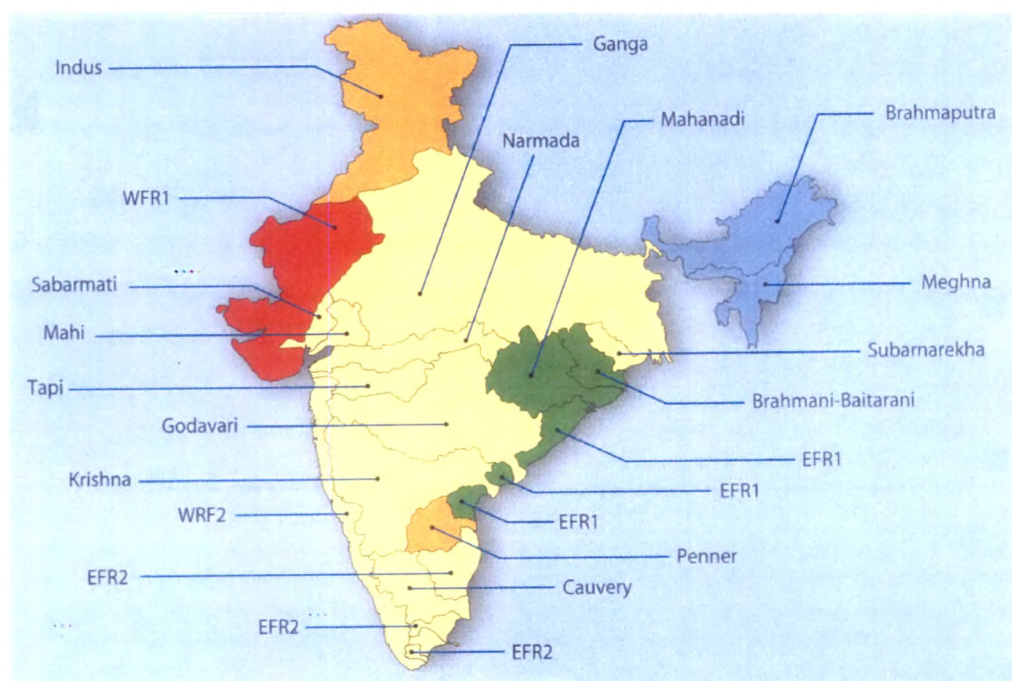 Ganga
Indus
Mahanadi
Brahmaputra
Narmada
WFR1
Sabarmati
Meghna
Mahi
Subarnarekha
Tapi
Brahmani-Baitarani
Godavari
EFR1
Krishna
EFR1
WRF2
EFR1
Penner
EFR2
Cauvery
EFR2
EFR2